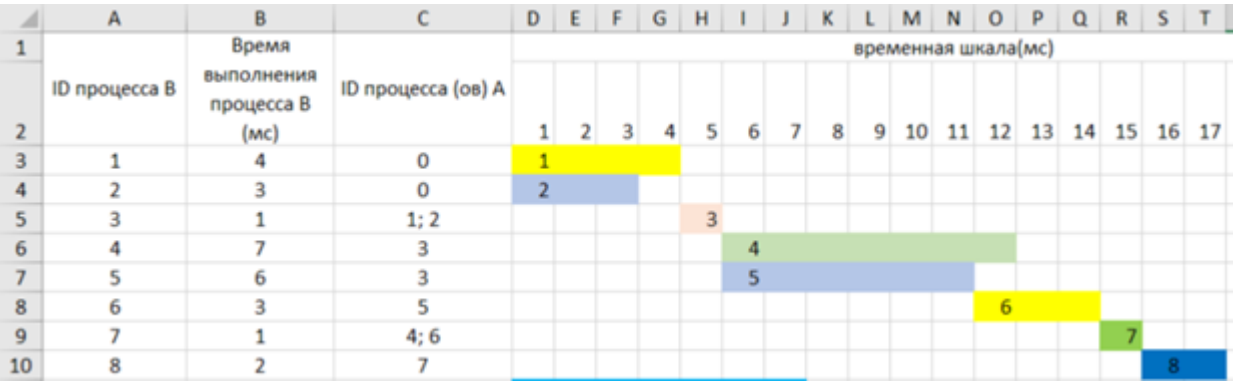 A B C D E F G H I J K L M N O P Q R S T
1 ID процесса B Время выполнения процесса B (мс) ID процесса (ов) A временная шкала(мс)
2 1 2 3 4 5 6 7 8 9 10 11 12 13 14 15 16 17
3 1 4 0 1
4 2 3 0 2
5 3 1 1; 2 3
6 4 7 3 4
7 5 6 3 5
8 6 3 5 6
9 7 1 4; 6 7
10 8 2 7 8